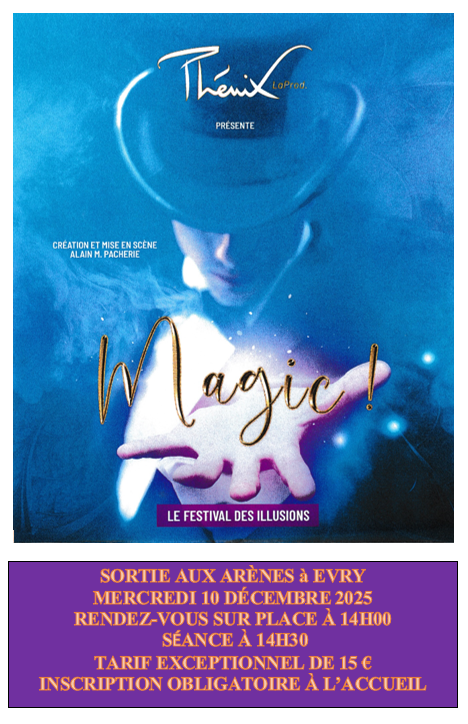 Phénix LaProd.
PRÉSENTE
CRÉATION ET MISE EN SCÈNE
ALAIN M. PACHERIE
Magic !
LE FESTIVAL DES ILLUSIONS
SORTIE AUX ARÈNES à EVRY
MERCREDI 10 DÉCEMBRE 2025
RENDEZ-VOUS SUR PLACE À 14H00
SÉANCE À 14H30
TARIF EXCEPTIONNEL DE 15 €
INSCRIPTION OBLIGATOIRE À L’ACCUEIL